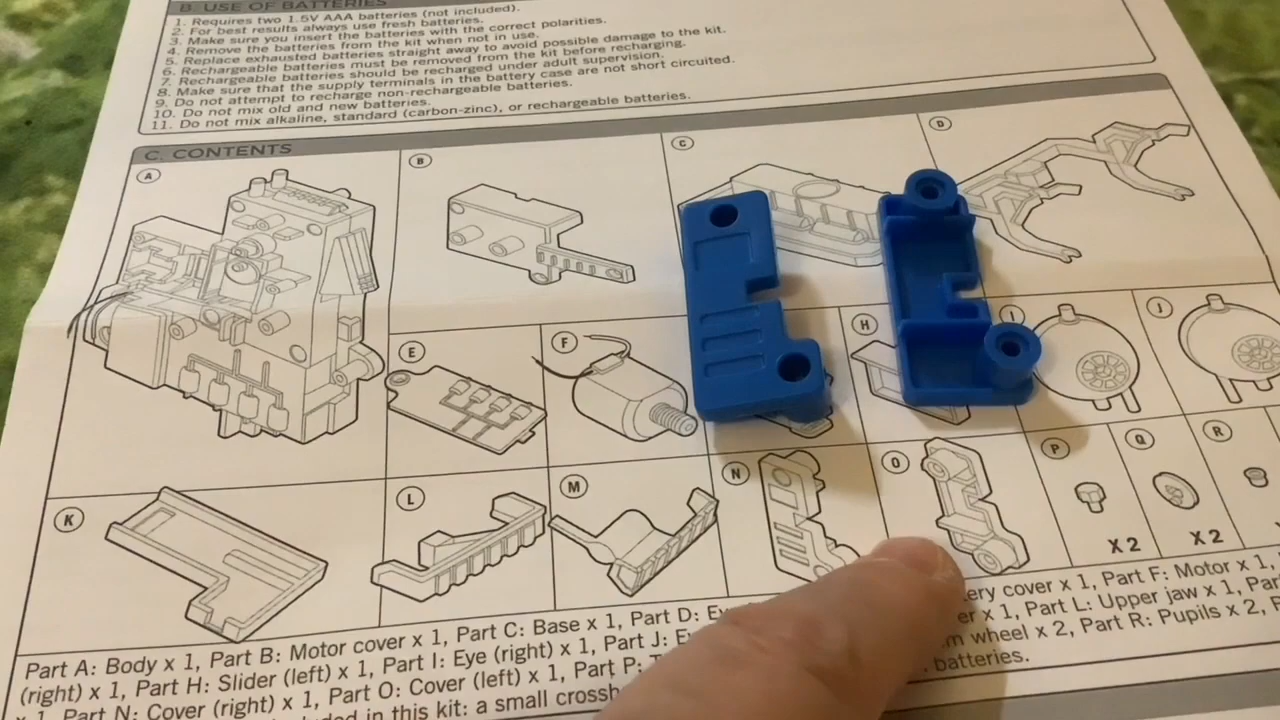 B. USE OF BATTERIES
1. Requires two 1.5V AAA batteries (not included).
2. For best results always use fresh batteries.
3. Make sure you insert the batteries with the correct polarities.
4. Remove the batteries from the kit when not in use.
5. Replace exhausted batteries straight away to avoid possible damage to the kit.
6. Rechargeable batteries must be removed from the kit before recharging.
7. Rechargeable batteries should be recharged under adult supervision.
8. Make sure that the supply terminals in the battery case are not short circuited.
9. Do not attempt to recharge non-rechargeable batteries.
10. Do not mix old and new batteries.
11. Do not mix alkaline, standard (carbon-zinc), or rechargeable batteries.
C. CONTENTS
A B C D
E F H I J
K L M N O P Q R
X 2 X 2
Part A: Body x 1, Part B: Motor cover x 1, Part C: Base x 1, Part D: cover x 1, Part F: Motor x 1,
(right) x 1, Part H: Slider (left) x 1, Part I: Eye (right) x 1, Part J: x 1, Part L: Upper jaw x 1,
x 1, Part N: Cover (right) x 1, Part O: Cover (left) x 1, Part P: wheel x 2, Part R: Pupils x 2,
in this kit: a small batteries.